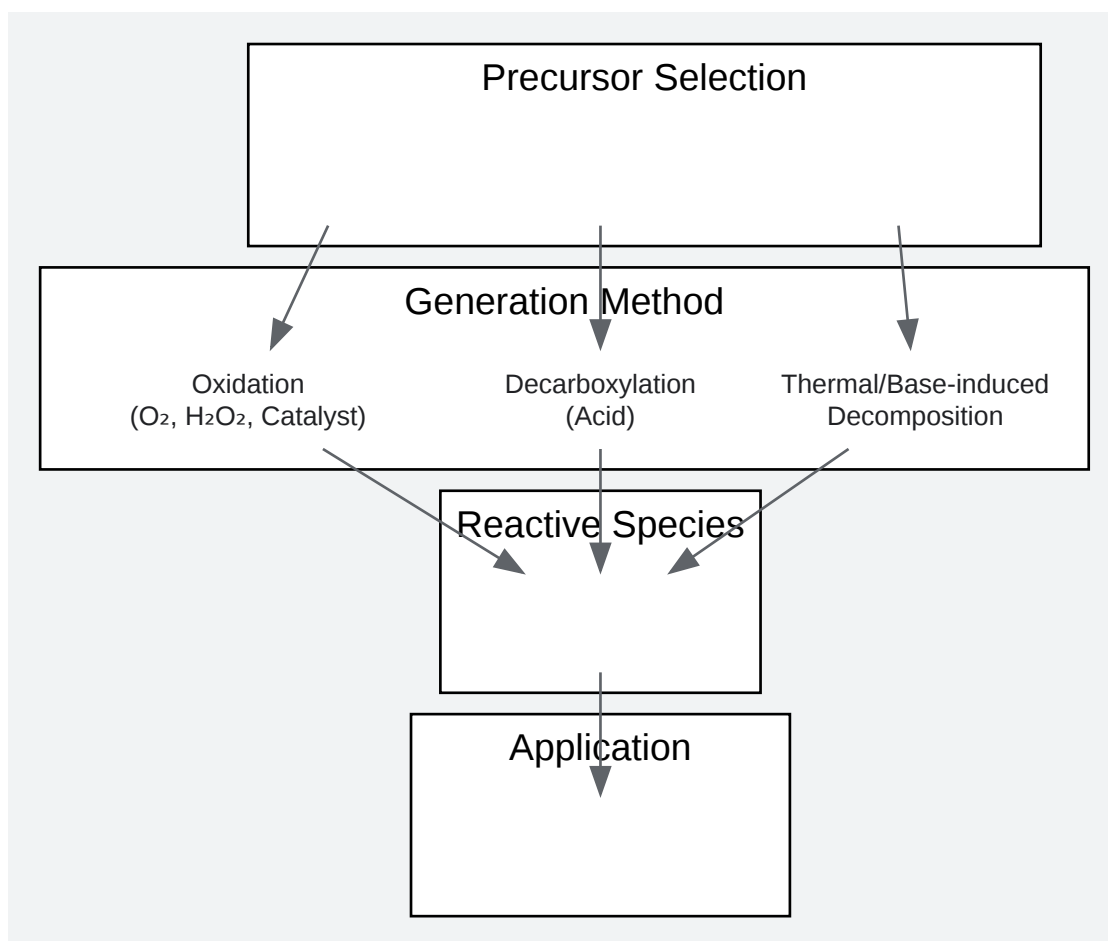 Precursor Selection
Generation Method
Oxidation
(O₂, H₂O₂, Catalyst)
Decarboxylation
(Acid)
Thermal/Base-induced
Decomposition
Reactive Species
Application